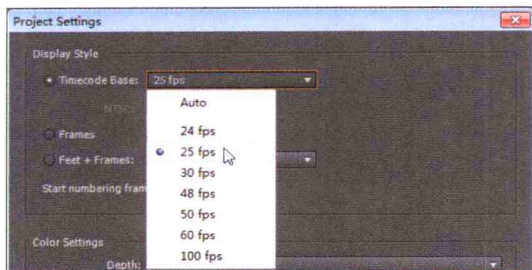 Project Settings
Display Style
Timecode Base: 25 fps
NTSC:
Auto
24 fps
Frames
25 fps
Feet + Frames:
30 fps
Start numbering fram
48 fps
50 fps
60 fps
Color Settings
100 fps
Depth: